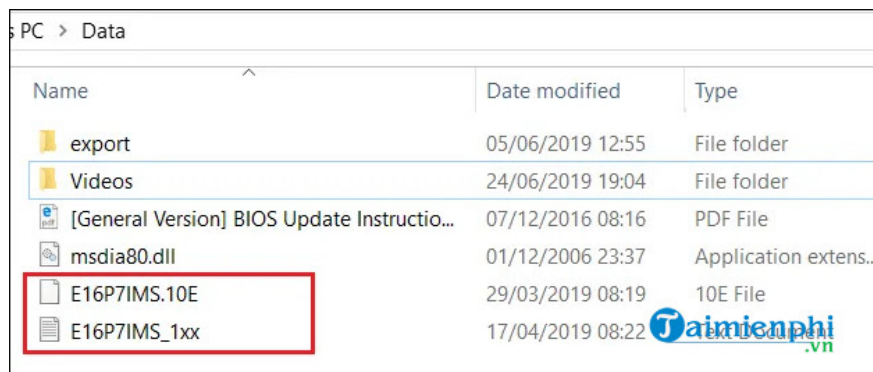 s PC > Data
Name Date modified Type
export 05/06/2019 12:55 File folder
Videos 24/06/2019 19:04 File folder
[General Version] BIOS Update Instructio... 07/12/2016 08:16 PDF File
msdia80.dll 01/12/2006 23:37 Application extens...
E16P7IMS.10E 29/03/2019 08:19 10E File
E16P7IMS_1xx 17/04/2019 08:22 Text Document
Taimienphi
.vn